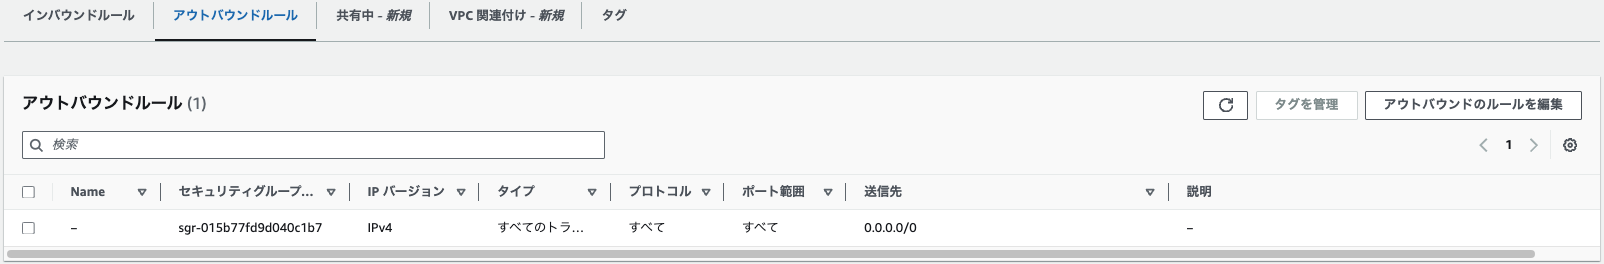 インバウンドルール アウトバウンドルール 共有中 - 新規 VPC 関連付け - 新規 タグ
アウトバウンドルール (1)
タグを管理 アウトバウンドのルールを編集
検索
1
Name セキュリティグループ... IP バージョン タイプ プロトコル ポート範囲 送信先 説明
– sgr-015b77fd9d040c1b7 IPv4 すべてのトラ... すべて すべて 0.0.0.0/0 –